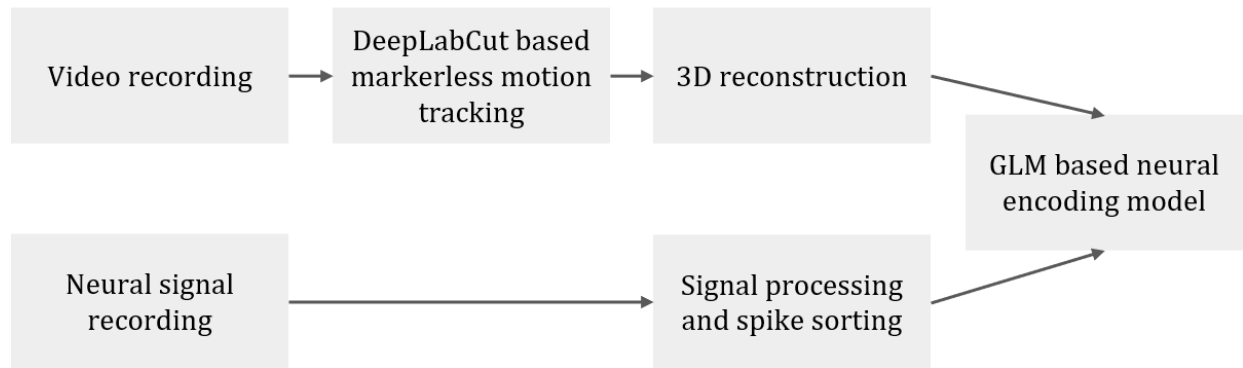 Video recording
DeepLabCut based
markerless motion
tracking
3D reconstruction
GLM based neural
encoding model
Neural signal
recording
Signal processing
and spike sorting